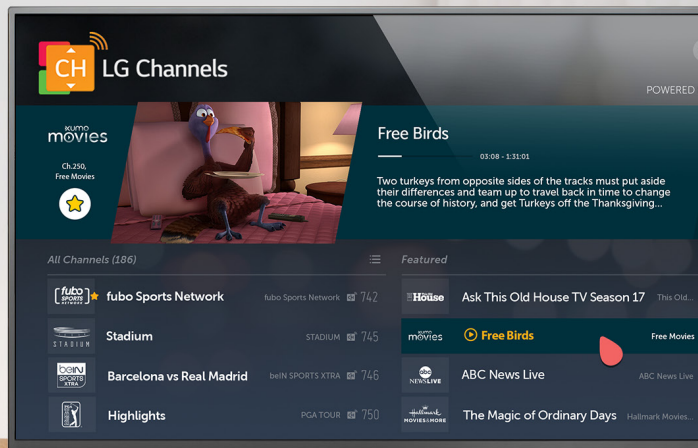 CH LG Channels
POWERED
KUMO
movies
Ch.250,
Free Movies
Free Birds
03:08 - 1:31:01
Two turkeys from opposite sides of the tracks must put aside
their differences and team up to travel back in time to change
the course of history, and get Turkeys off the Thanksgiving...
All Channels (186)
fubo SPORTS NETWORK fubo Sports Network fubo Sports Network 742
STADIUM Stadium STADIUM 745
beIN SPORTS XTRA Barcelona vs Real Madrid beIN SPORTS XTRA 746
Highlights PGA TOUR 750
Featured
House Ask This Old House TV Season 17 This Old...
movies Free Birds Free Movies
abc NEWS LIVE ABC News Live ABC News Live
Hallmark MOVIES & MORE The Magic of Ordinary Days Hallmark Movies...